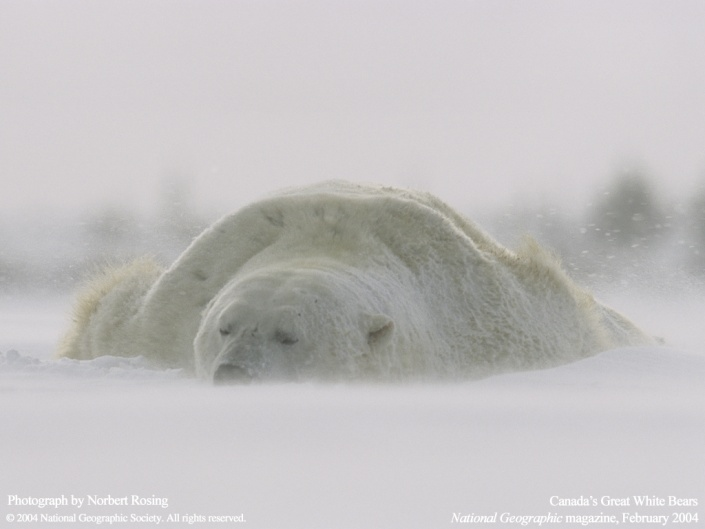 Photograph by Norbert Rosing
© 2004 National Geographic Society. All rights reserved.
Canada's Great White Bears
National Geographic magazine, February 2004